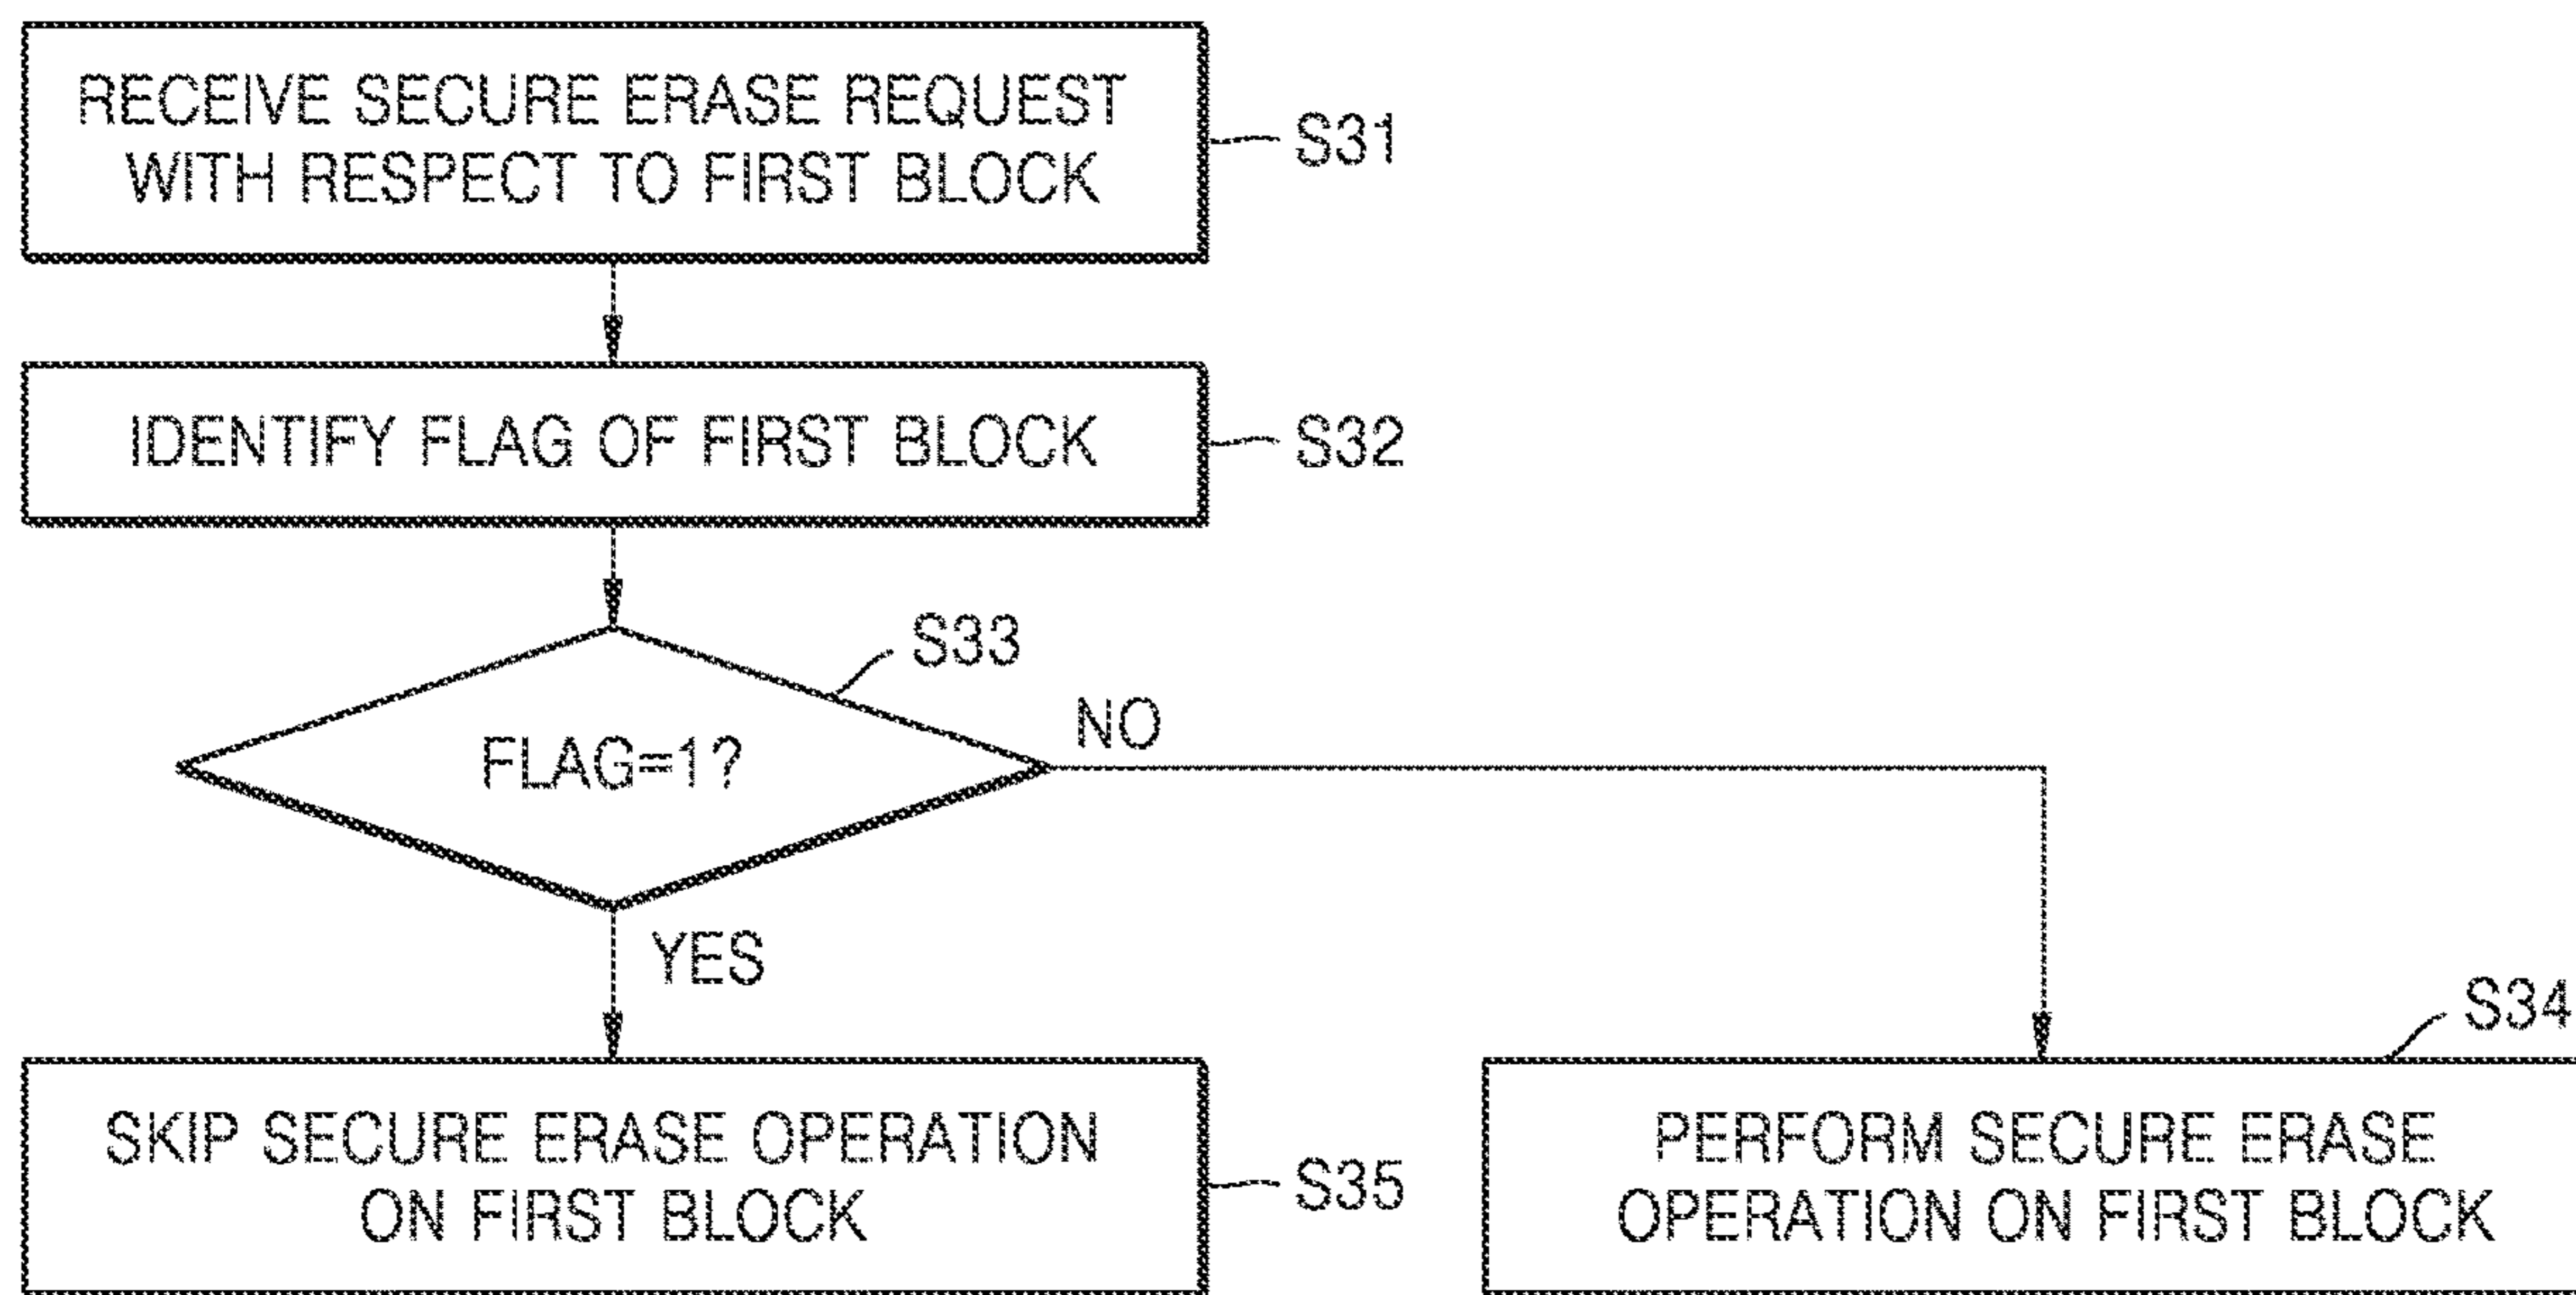 RECEIVE SECURE ERASE REQUEST
WITH RESPECT TO FIRST BLOCK
S31
IDENTIFY FLAG OF FIRST BLOCK
S32
S33
FLAG=1?
NO
YES
S34
SKIP SECURE ERASE OPERATION
ON FIRST BLOCK
S35
PERFORM SECURE ERASE
OPERATION ON FIRST BLOCK